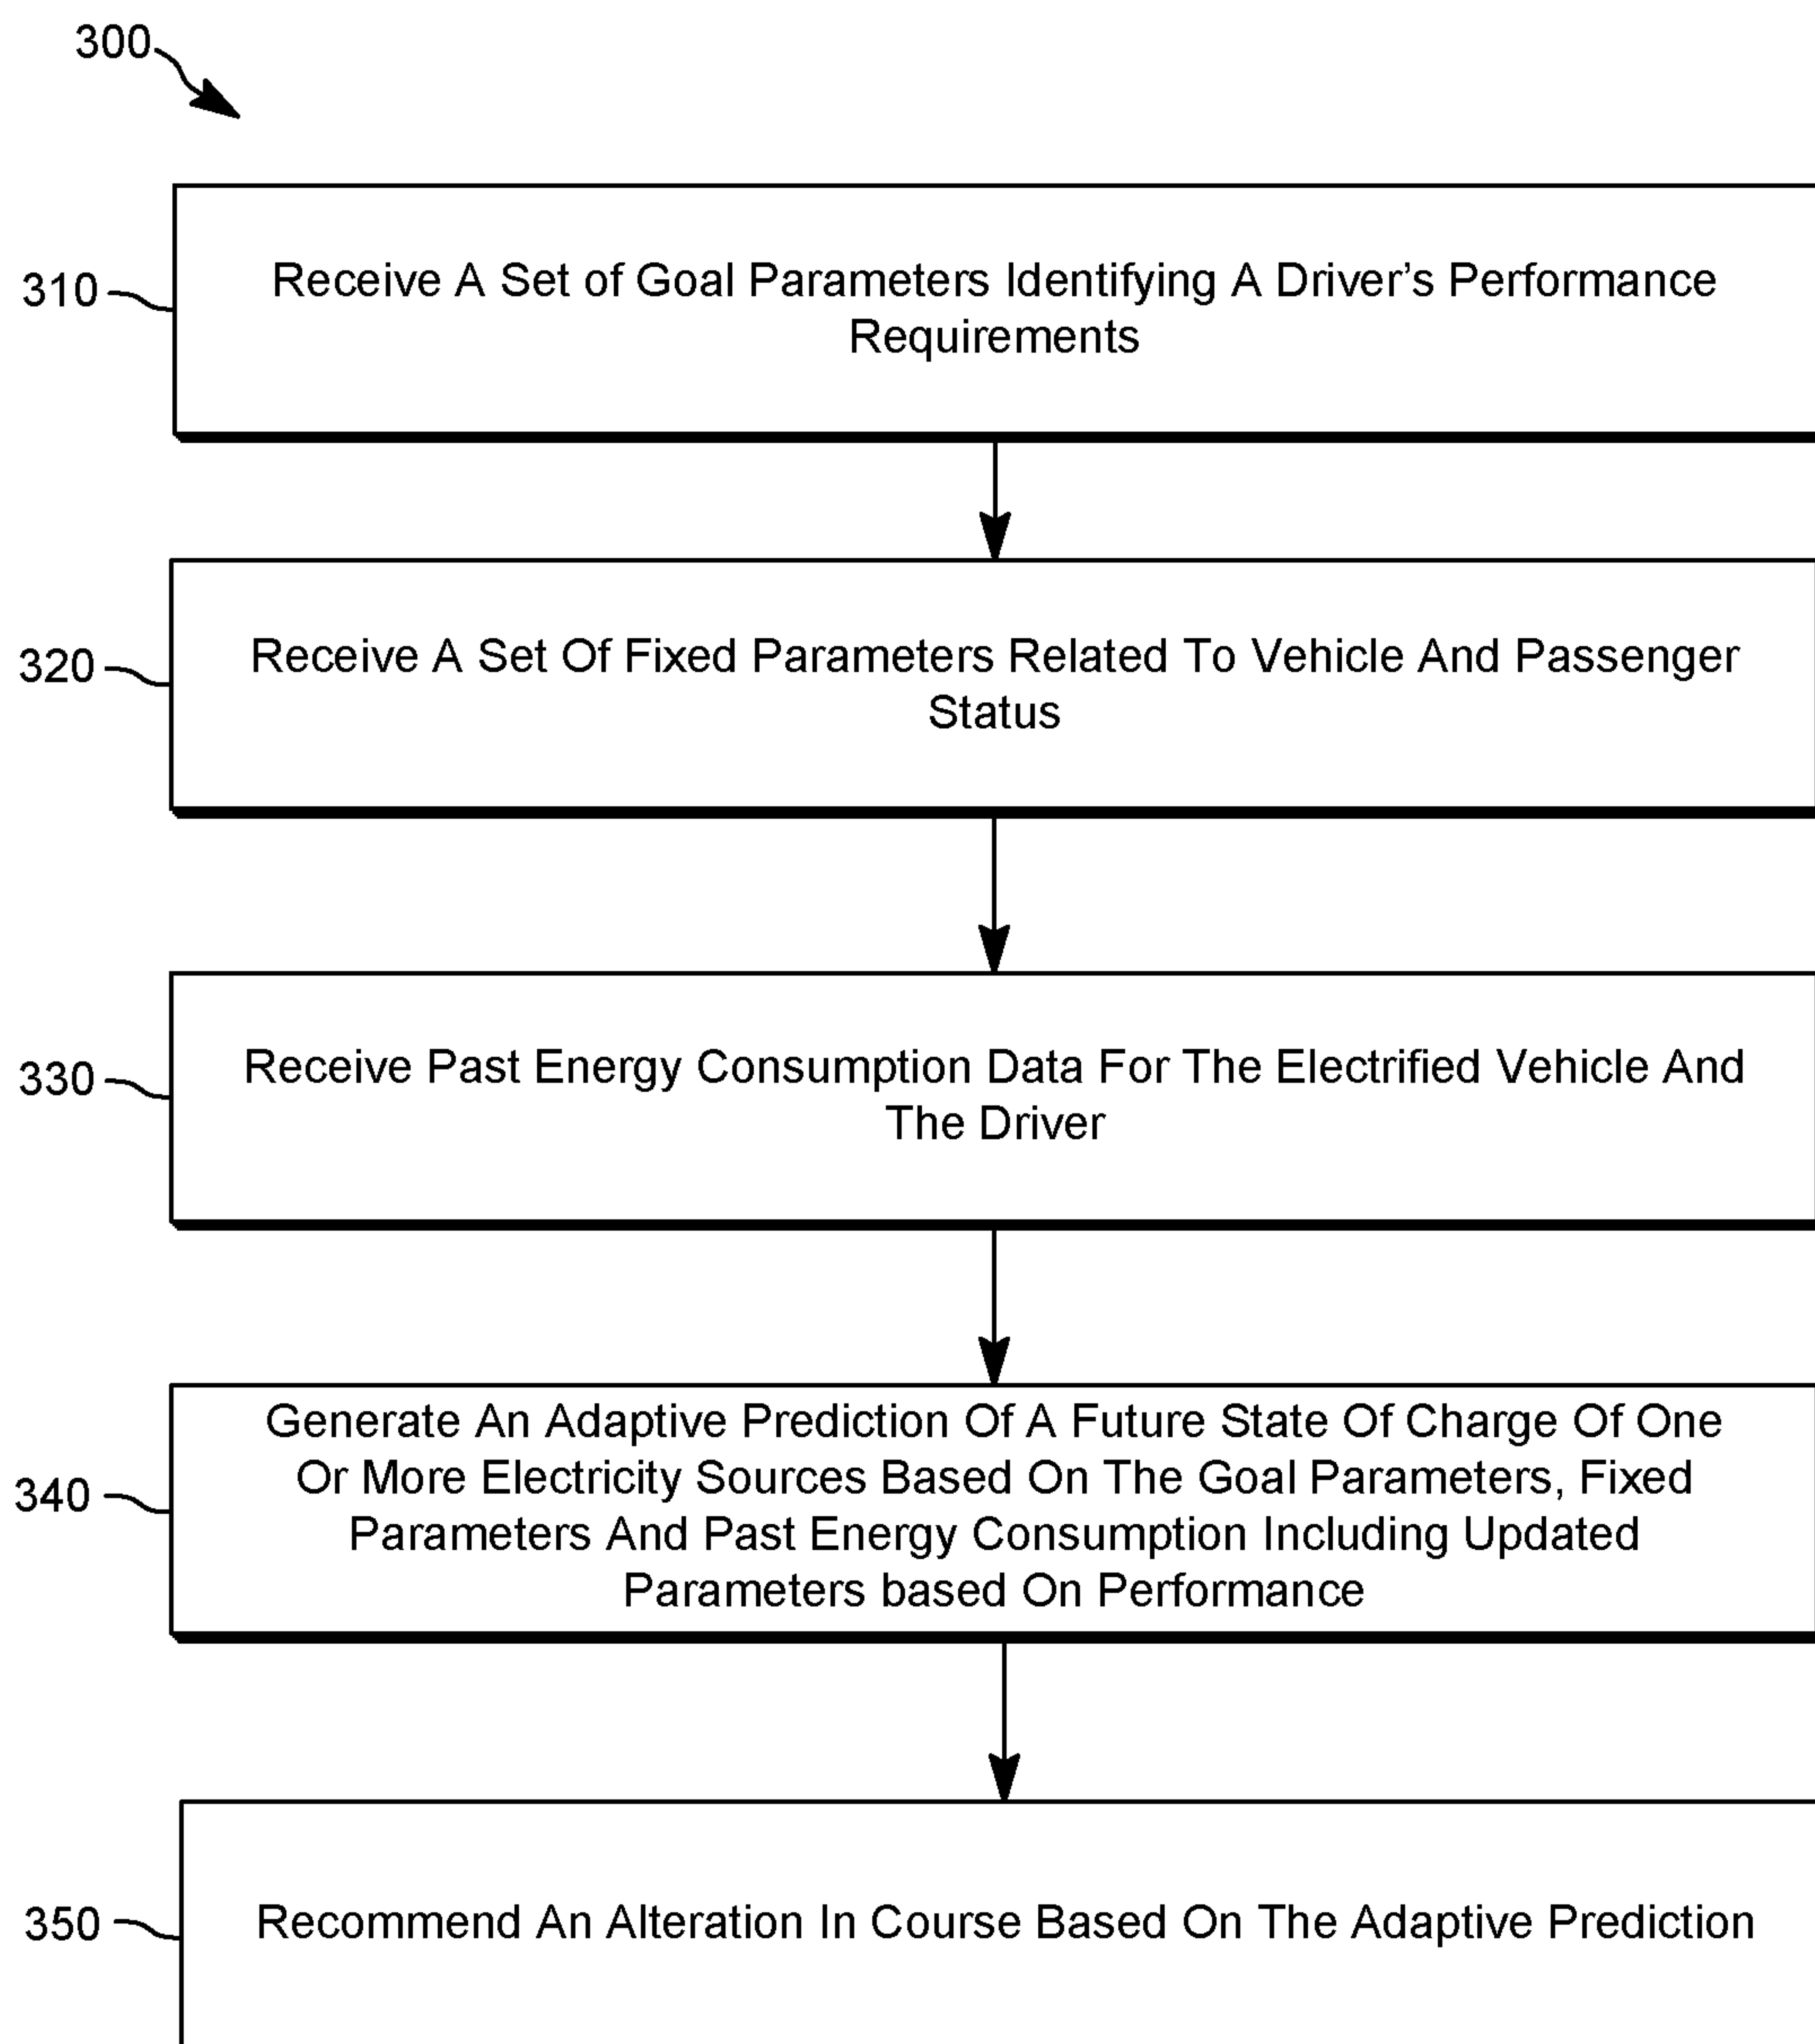 300
310
Receive A Set of Goal Parameters Identifying A Driver’s Performance
Requirements
320
Receive A Set Of Fixed Parameters Related To Vehicle And Passenger
Status
330
Receive Past Energy Consumption Data For The Electrified Vehicle And
The Driver
340
Generate An Adaptive Prediction Of A Future State Of Charge Of One
Or More Electricity Sources Based On The Goal Parameters, Fixed
Parameters And Past Energy Consumption Including Updated
Parameters based On Performance
350
Recommend An Alteration In Course Based On The Adaptive Prediction